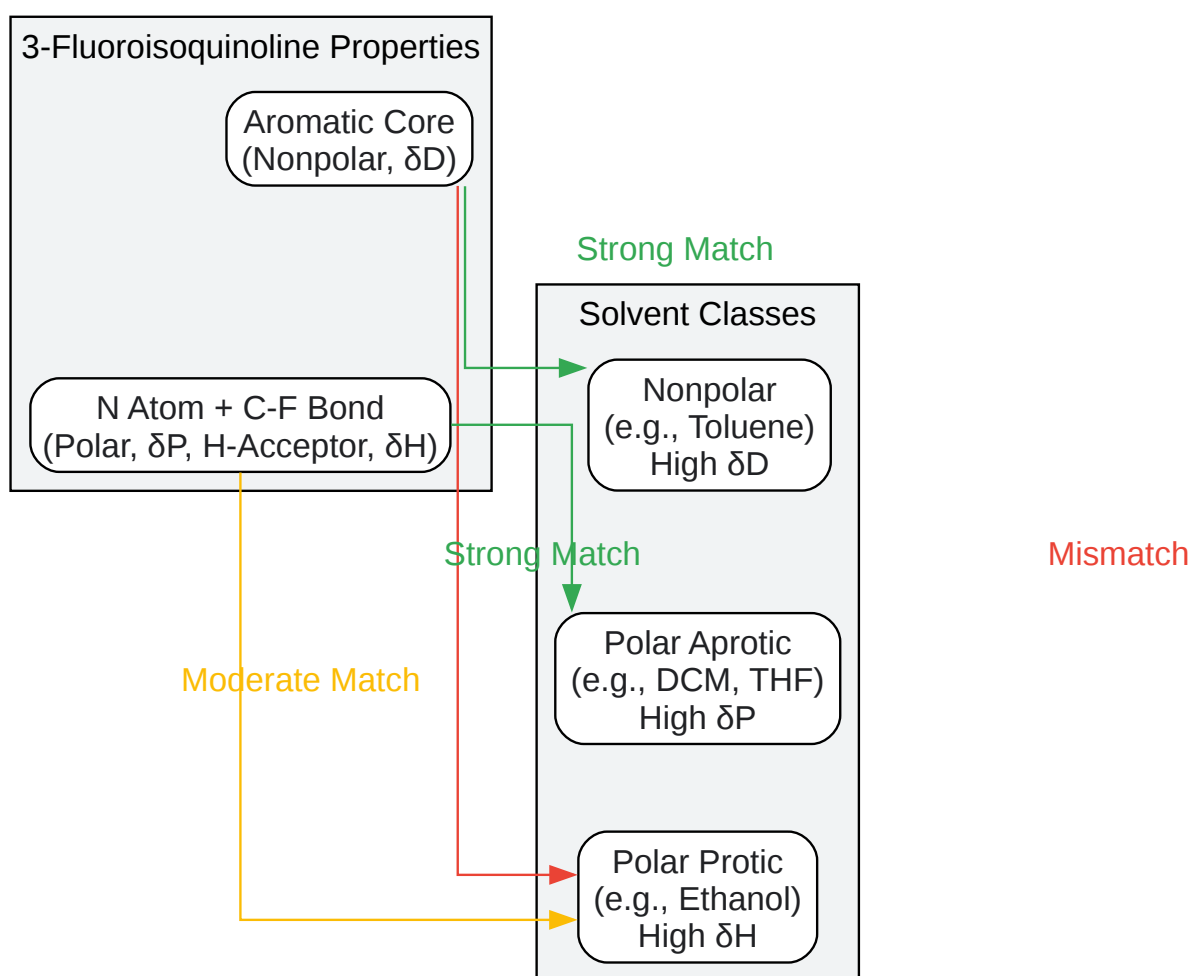 3-Fluoroisoquinoline Properties
Aromatic Core
(Nonpolar, δD)
Strong Match
Solvent Classes
Nonpolar
(e.g., Toluene)
High δD
N Atom + C-F Bond
(Polar, δP, H-Acceptor, δH)
Strong Match
Mismatch
Polar Aprotic
(e.g., DCM, THF)
High δP
Moderate Match
Polar Protic
(e.g., Ethanol)
High δH